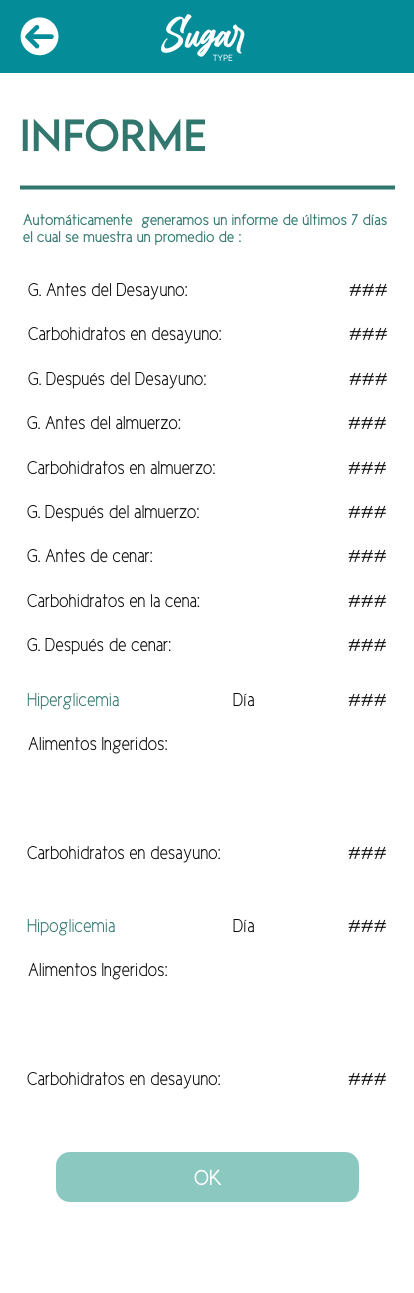 Sugar
TYPE
INFORME
Automáticamente generamos un informe de últimos 7 días
el cual se muestra un promedio de :
G. Antes del Desayuno: ###
Carbohidratos en desayuno: ###
G. Después del Desayuno: ###
G. Antes del almuerzo: ###
Carbohidratos en almuerzo: ###
G. Después del almuerzo: ###
G. Antes de cenar: ###
Carbohidratos en la cena: ###
G. Después de cenar: ###
Hiperglicemia Día ###
Alimentos Ingeridos:
Carbohidratos en desayuno: ###
Hipoglicemia Día ###
Alimentos Ingeridos:
Carbohidratos en desayuno: ###
OK